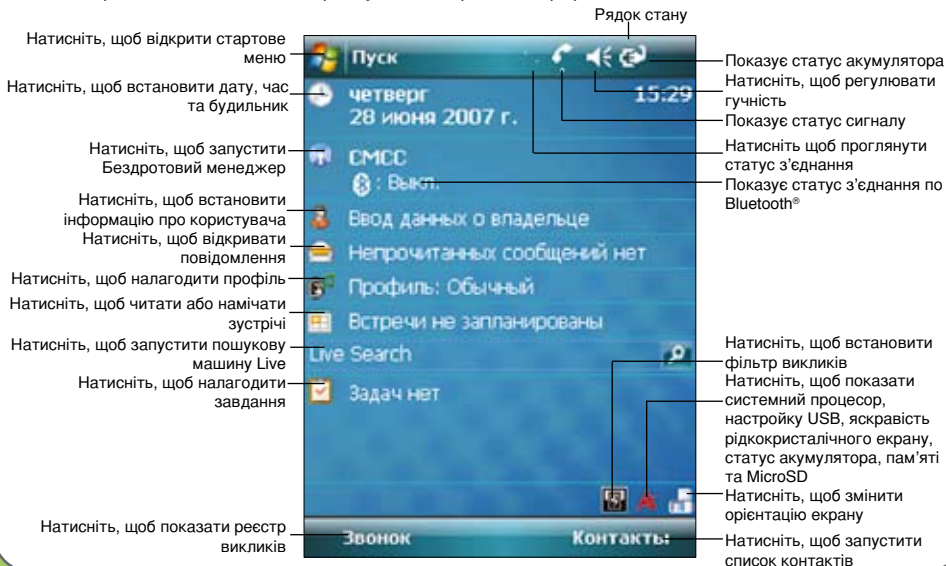 Рядок стану
Натисніть, щоб відкрити стартове
меню
Натисніть, щоб встановити дату, час
та будильник
Натисніть, щоб запустити
Бездротовий менеджер
Натисніть, щоб встановити
інформацію про користувача
Натисніть, щоб відкривати
повідомлення
Натисніть, щоб налагодити профіль
Натисніть, щоб читати або намічати
зустрічі
Натисніть, щоб запустити пошукову
машину Live
Натисніть, щоб налагодити
завдання
Натисніть, щоб показати реєстр
викликів
Пуск
четверг
15:29
28 июня 2007 г.
CMCC
: Выкл.
Ввод данных о владельце
Непрочитанных сообщений нет
Профиль: Обычный
Встречи не запланированы
Live Search
Задач нет
Звонок
Контакты
Показує статус акумулятора
Натисніть, щоб регулювати
гучність
Показує статус сигналу
Натисніть щоб проглянути
статус з’єднання
Показує статус з’єднання по
Bluetooth®
Натисніть, щоб встановити
фільтр викликів
Натисніть, щоб показати
системний процесор,
настройку USB, яскравість
рідкокристалічного екрану,
статус акумулятора, пам’яті
та MicroSD
Натисніть, щоб змінити
орієнтацію екрану
Натисніть, щоб запустити
список контактів